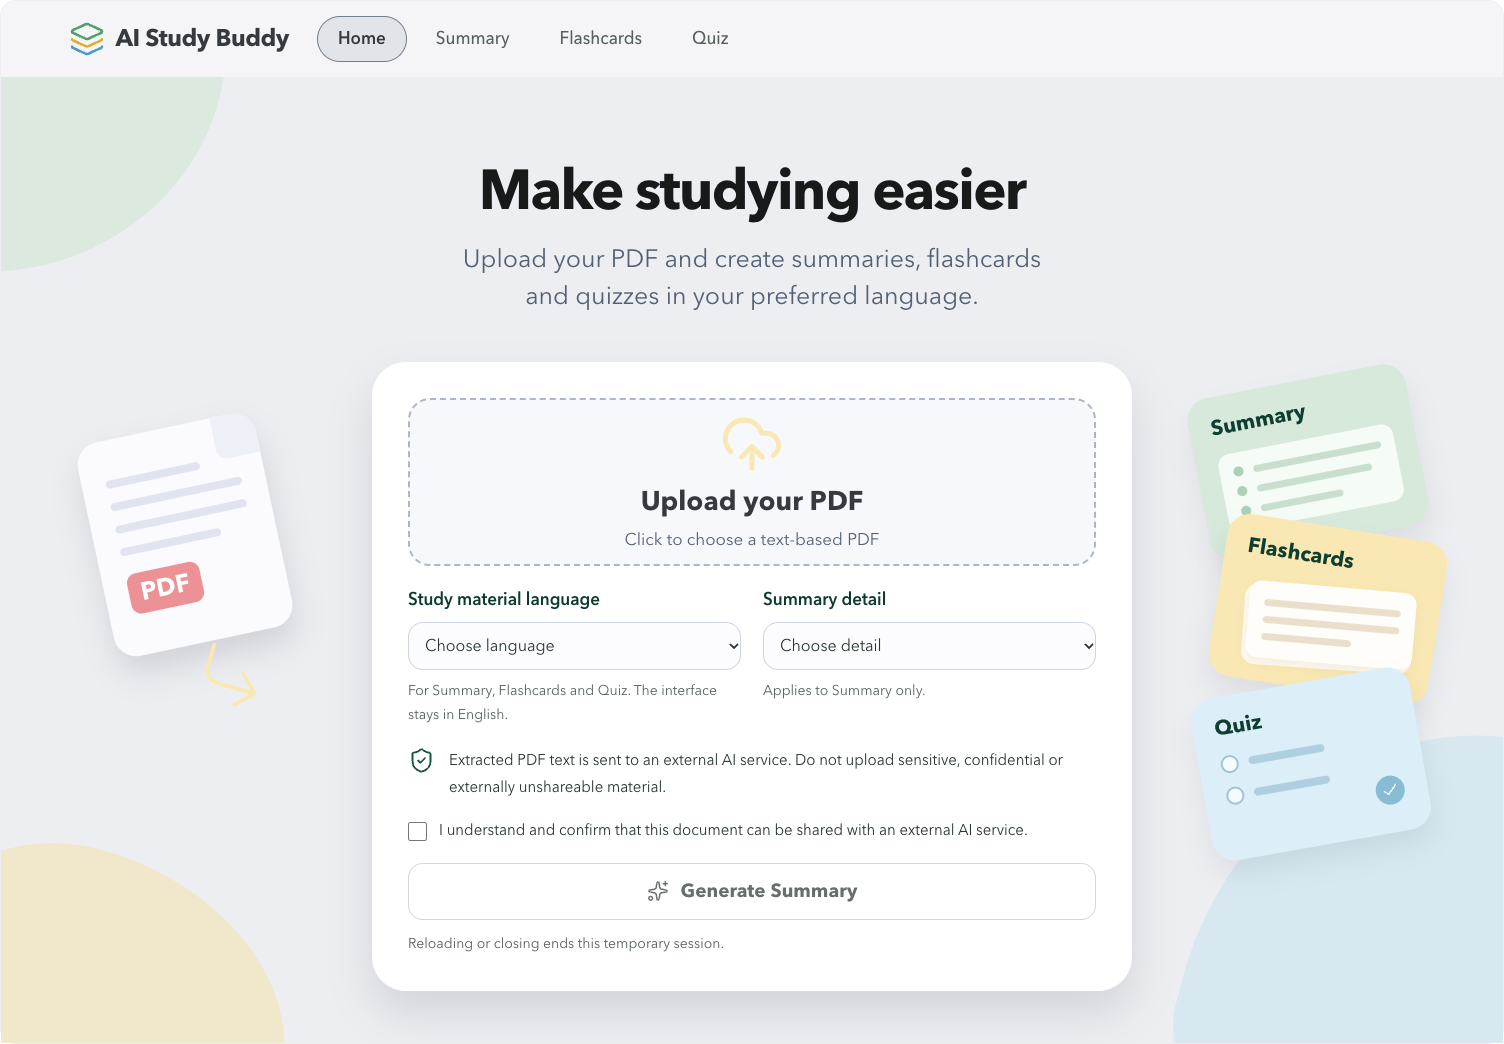 AI Study Buddy
Home
Summary
Flashcards
Quiz
Make studying easier
Upload your PDF and create summaries, flashcards
and quizzes in your preferred language.
PDF
Upload your PDF
Click to choose a text-based PDF
Study material language
Choose language
For Summary, Flashcards and Quiz. The interface
stays in English.
Summary detail
Choose detail
Applies to Summary only.
Extracted PDF text is sent to an external AI service. Do not upload sensitive, confidential or
externally unshareable material.
I understand and confirm that this document can be shared with an external AI service.
Generate Summary
Reloading or closing ends this temporary session.
Summary
Flashcards
Quiz